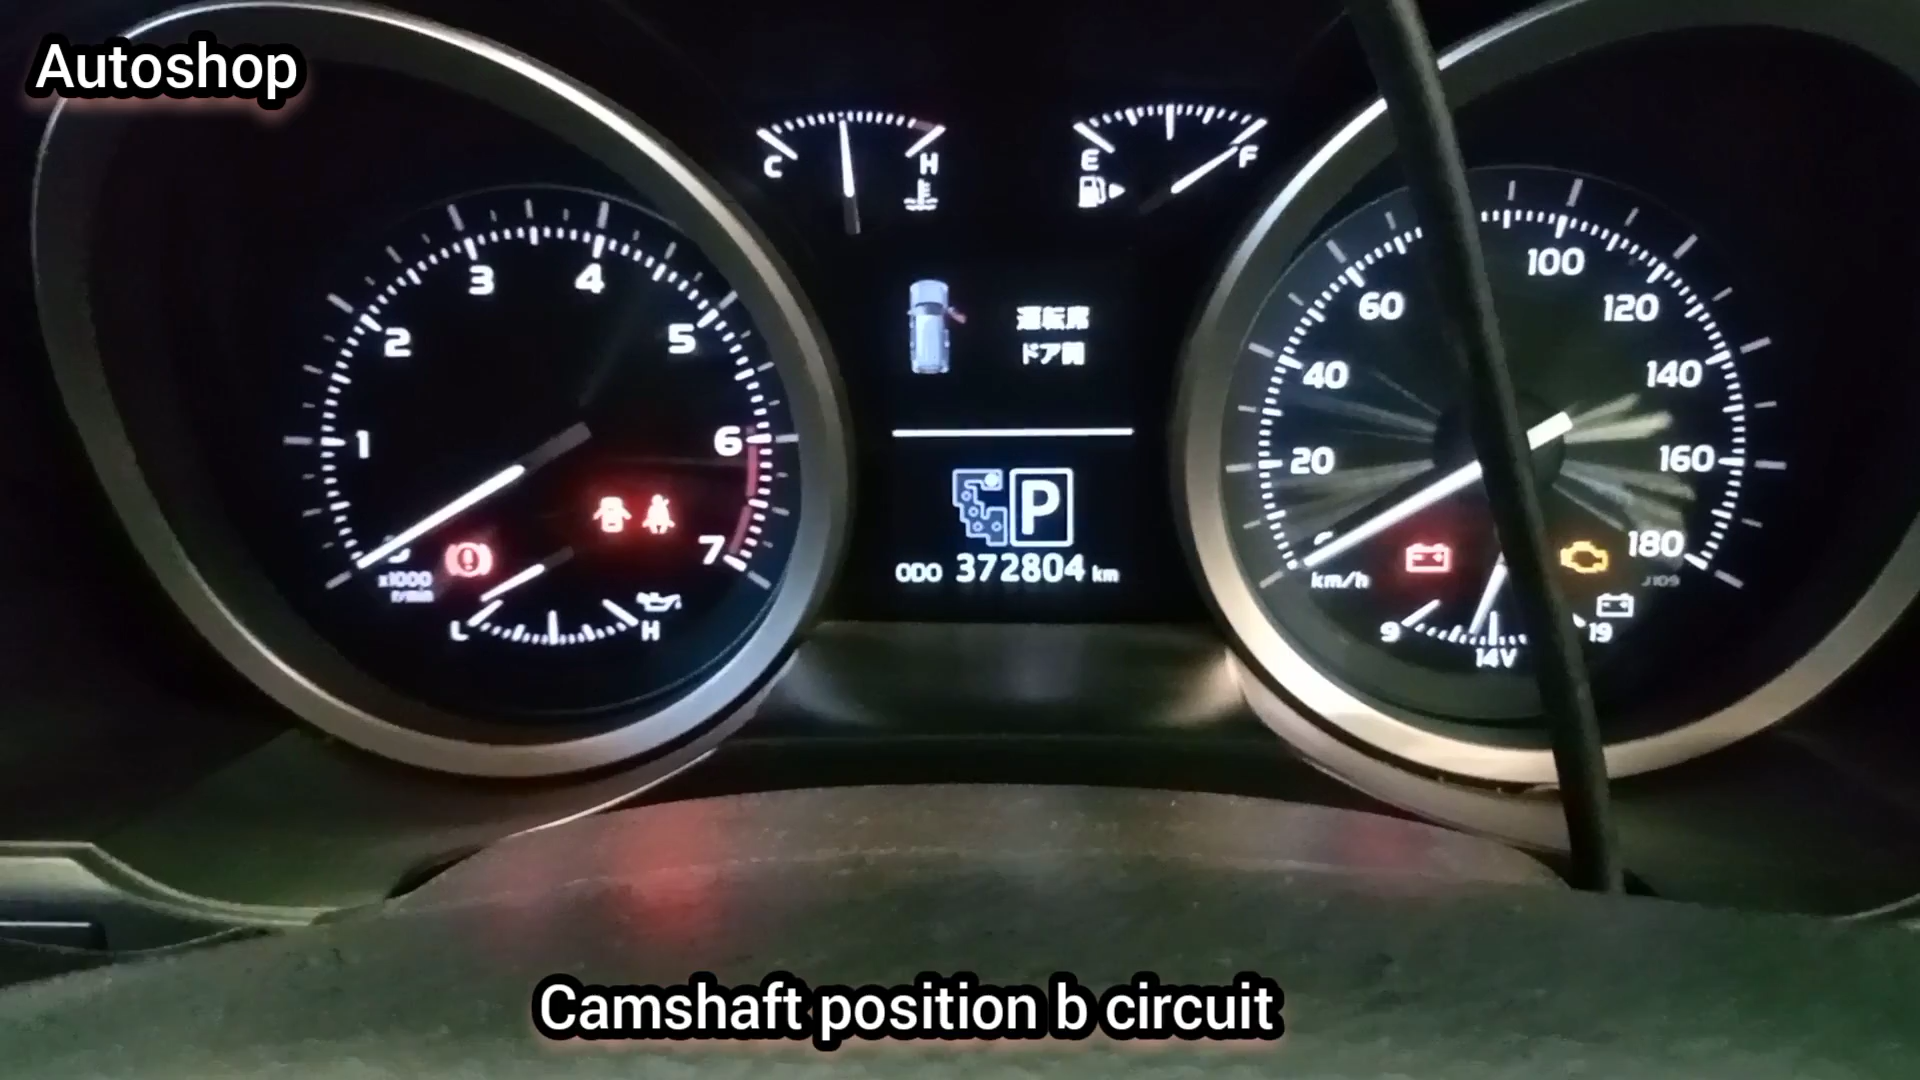 Autoshop
C
H
E
F
1
2
3
4
5
6
7
x1000
r/min
L
H
運転席
ドア開
P
ODO 372804 km
20
40
60
100
120
140
160
180
km/h
J109
9
14V
19
Camshaft position b circuit